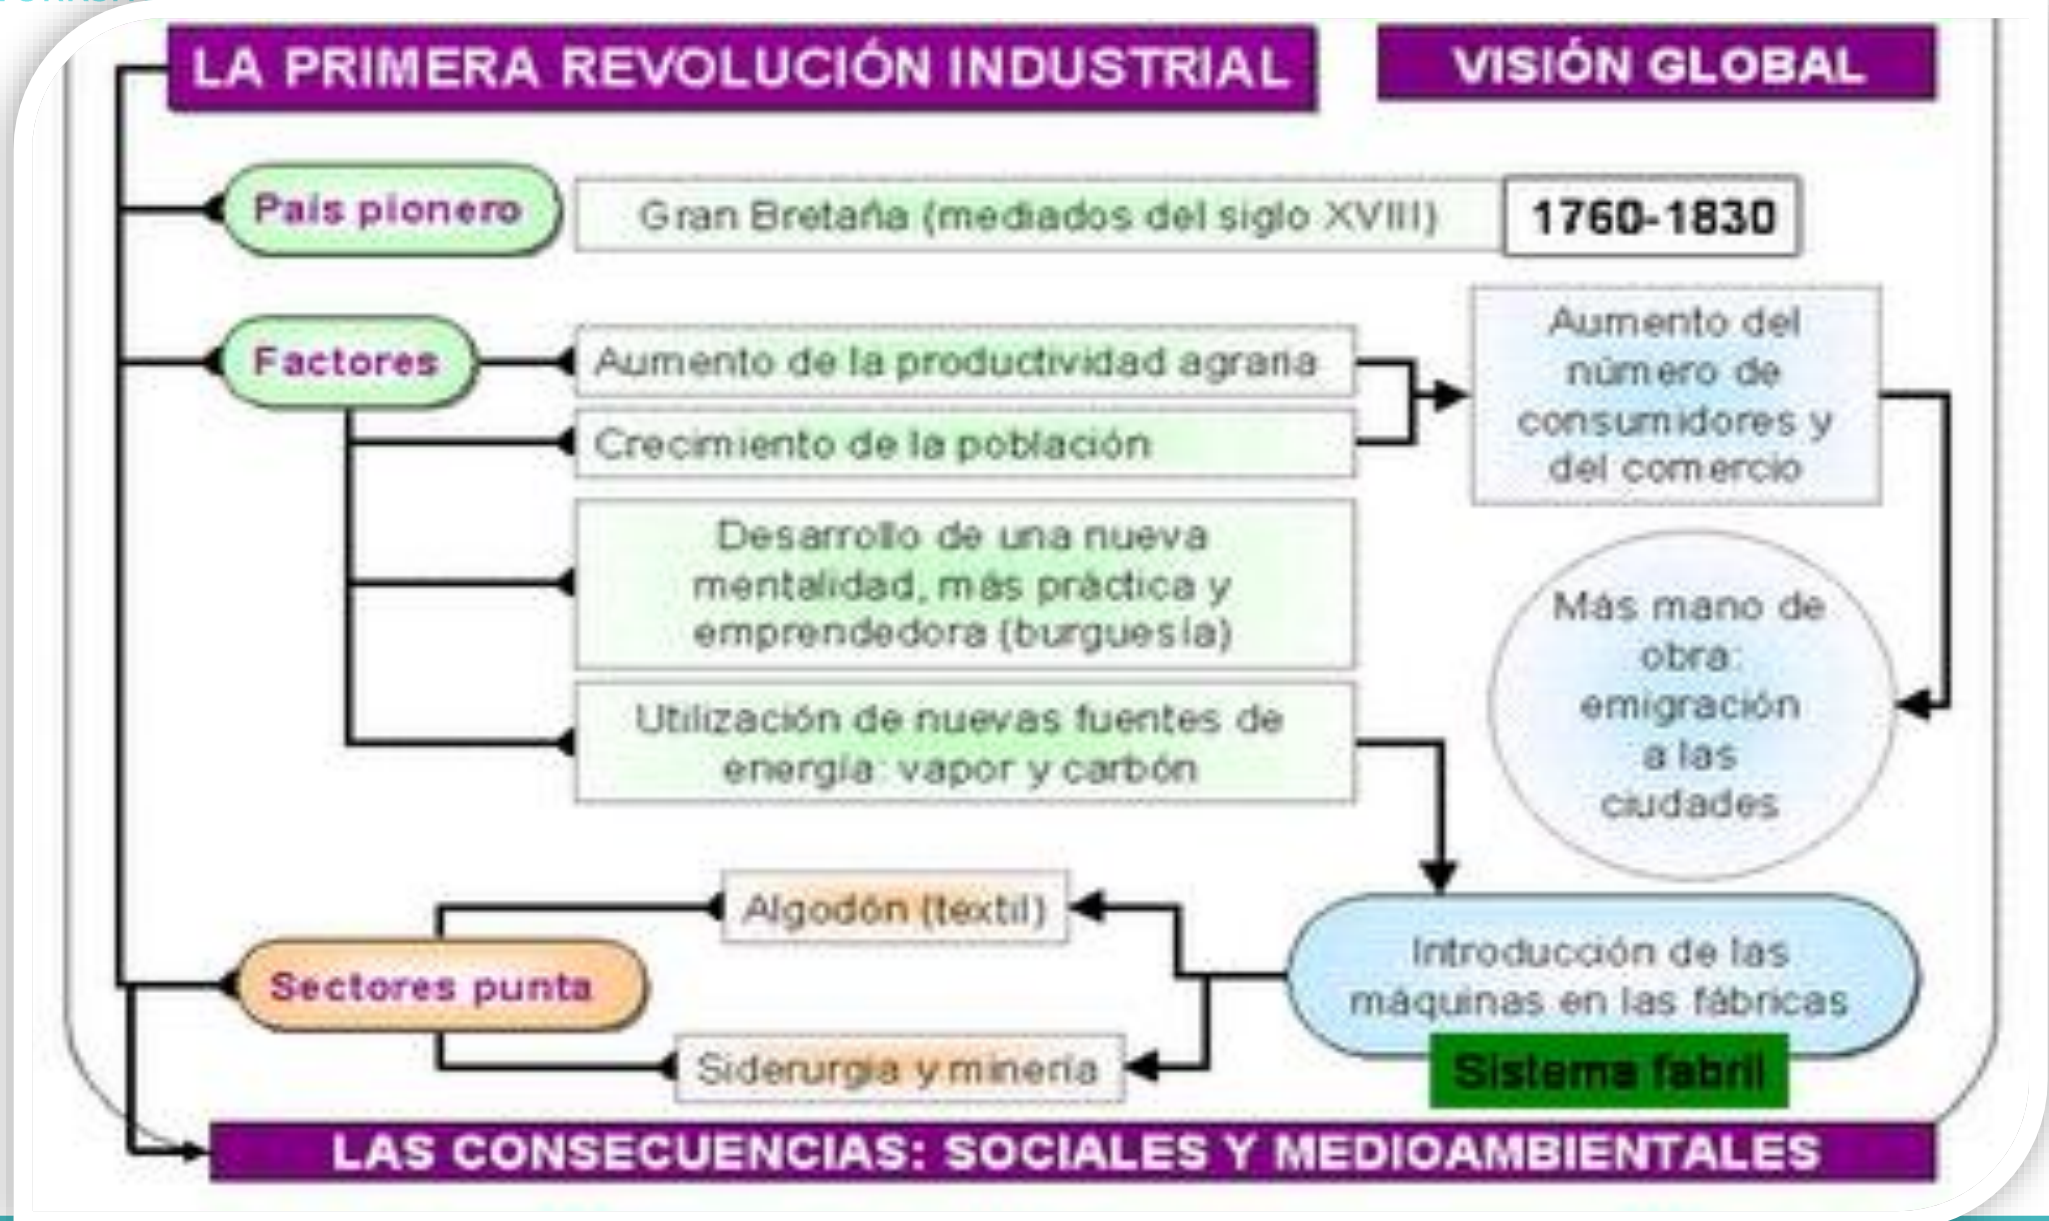 LA PRIMERA REVOLUCIÓN INDUSTRIAL
VISIÓN GLOBAL
País pionero
Gran Bretaña (mediados del siglo XVIII)
1760-1830
Factores
Aumento de la productividad agraria
Crecimiento de la población
Aumento del
número de
consumidores y
del comercio
Desarrollo de una nueva
mentalidad, más práctica y
emprendedora (burguesía)
Más mano de
obra:
emigración
a las
ciudades
Utilización de nuevas fuentes de
energía: vapor y carbón
Algodón (textil)
Introducción de las
máquinas en las fábricas
Sistema fabril
Sectores punta
Siderurgia y minería
LAS CONSECUENCIAS: SOCIALES Y MEDIOAMBIENTALES